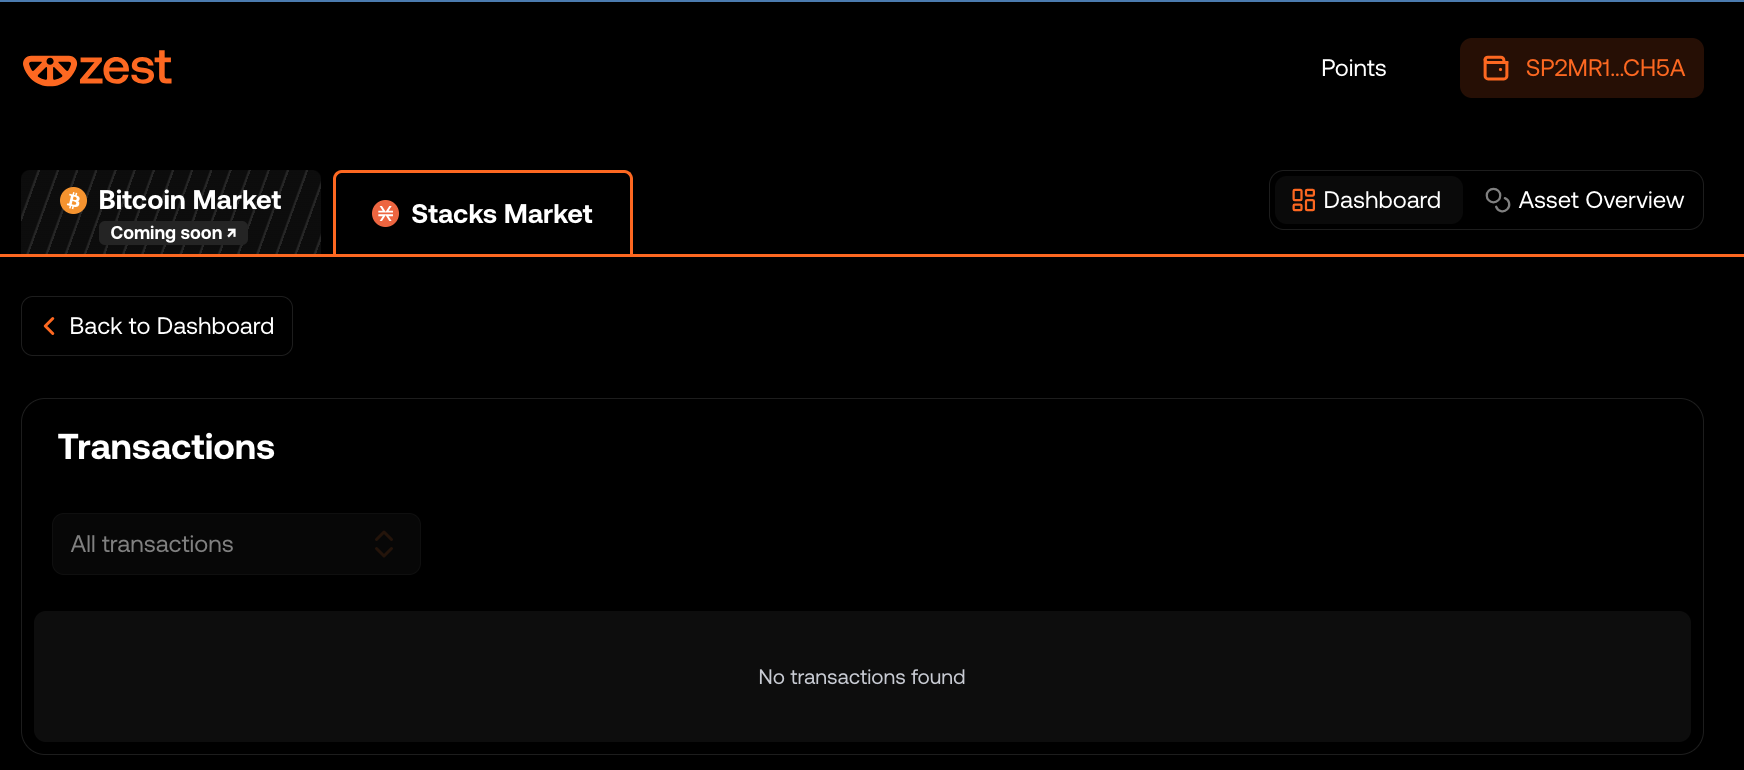 zest
Points
SP2MR1...CH5A
Bitcoin Market
Coming soon
Stacks Market
Dashboard
Asset Overview
Back to Dashboard
Transactions
All transactions
No transactions found